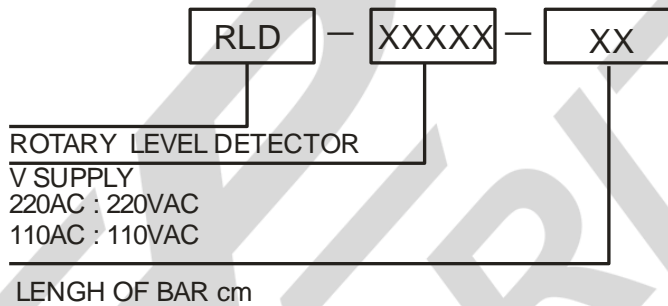 RLD — XXXXX — XX
ROTARY LEVEL DETECTOR
V SUPPLY
220AC : 220VAC
110AC : 110VAC
LENGH OF BAR cm